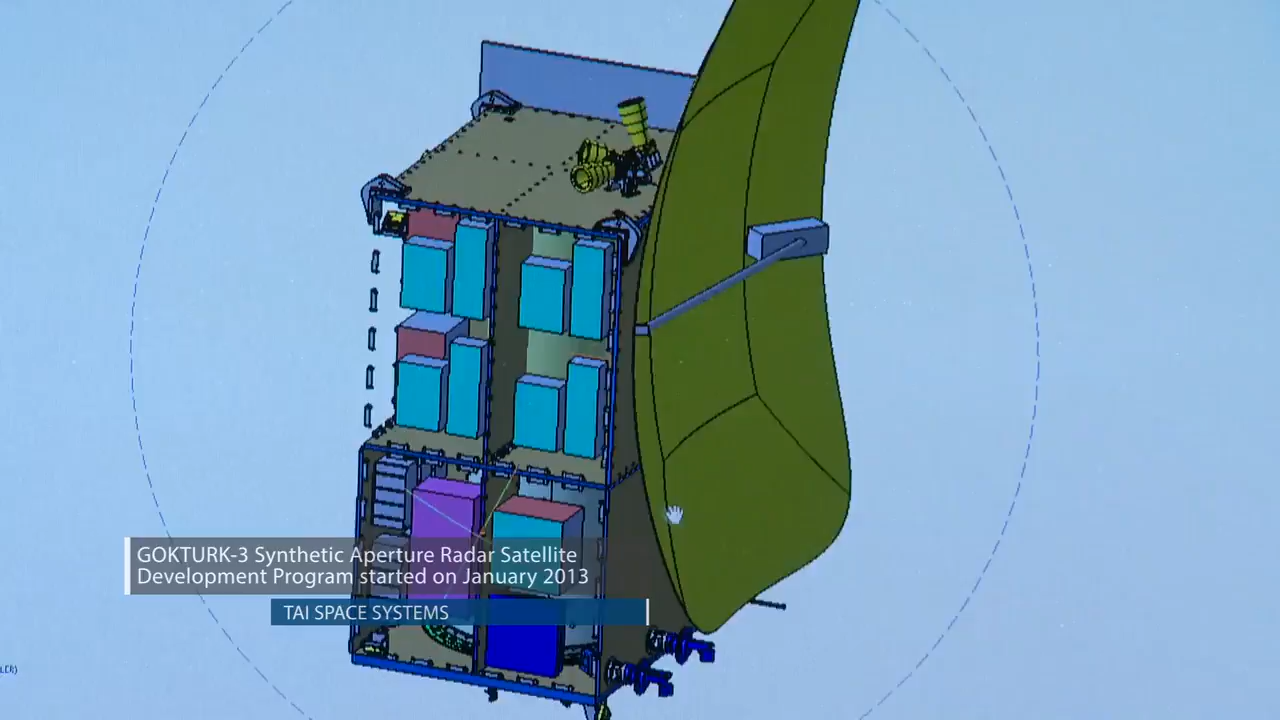 GOKTURK-3 Synthetic Aperture Radar Satellite
Development Program started on January 2013
TAI SPACE SYSTEMS